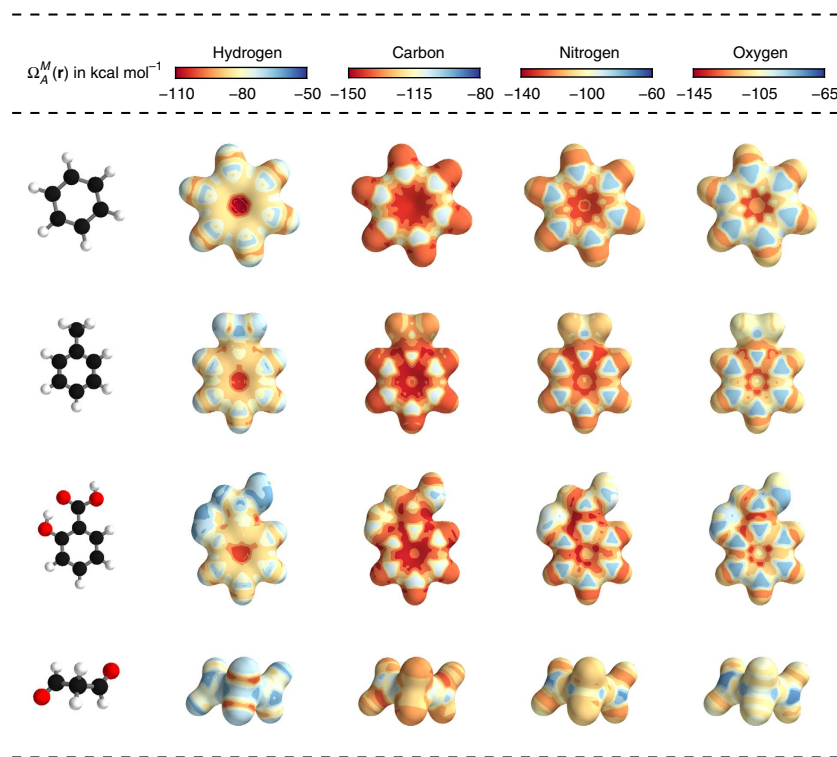 Hydrogen Carbon Nitrogen Oxygen
Ω_A^M(r) in kcal mol⁻¹
−110 −80 −50 −150 −115 −80 −140 −100 −60 −145 −105 −65